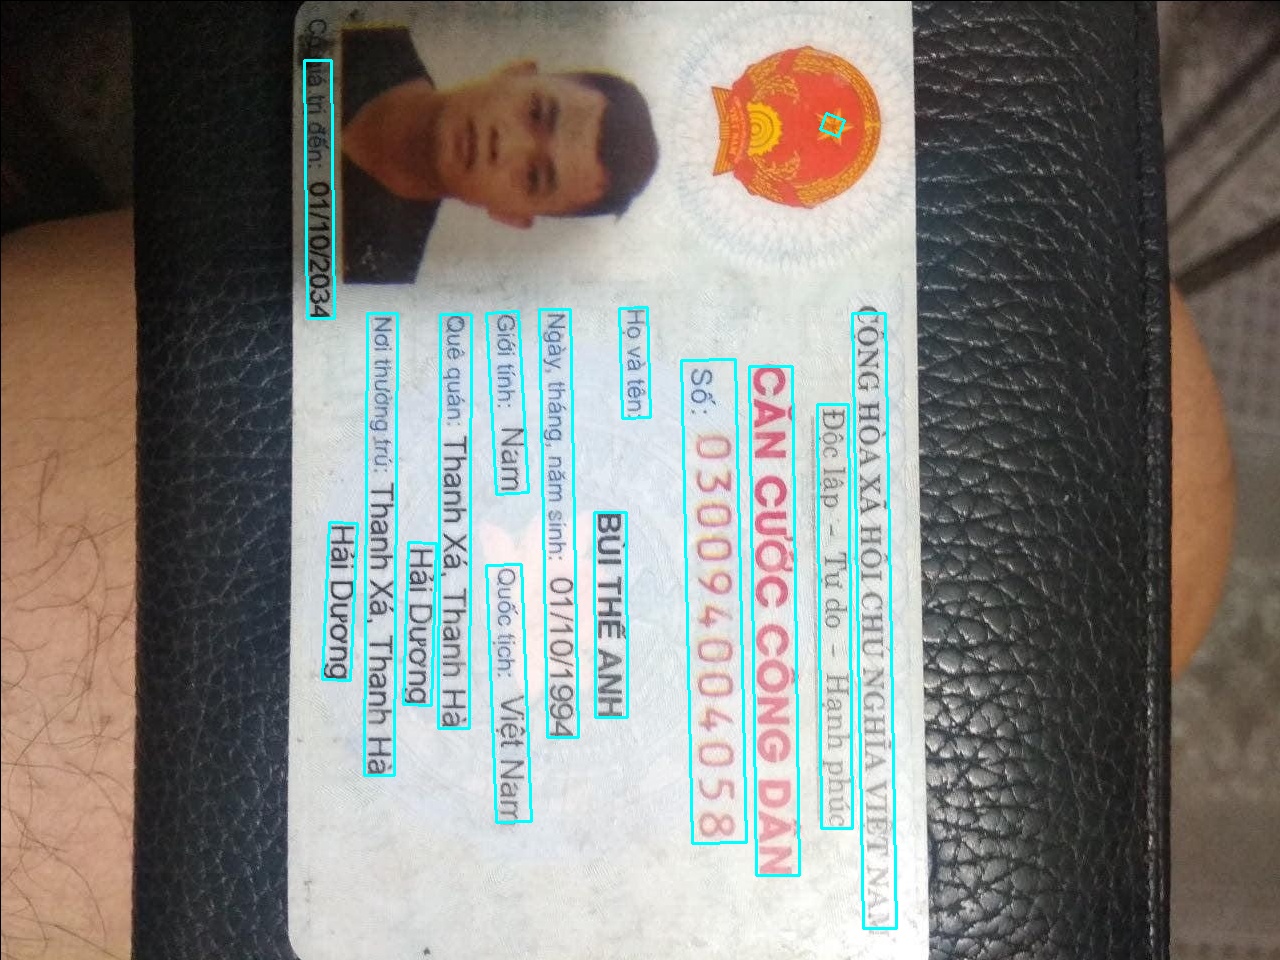 CỘNG HÒA XÃ HỘI CHỦ NGHĨA VIỆT NAM
Độc lập - Tự do - Hạnh phúc
CĂN CƯỚC CÔNG DÂN
Số: 030094004058
Họ và tên:
BÙI THẾ ANH
Ngày, tháng, năm sinh: 01/10/1994
Giới tính: Nam Quốc tịch: Việt Nam
Quê quán: Thanh Xá, Thanh Hà
Hải Dương
Nơi thường trú: Thanh Xá, Thanh Hà
Hải Dương
Có giá trị đến: 01/10/2034
VIỆT NAM